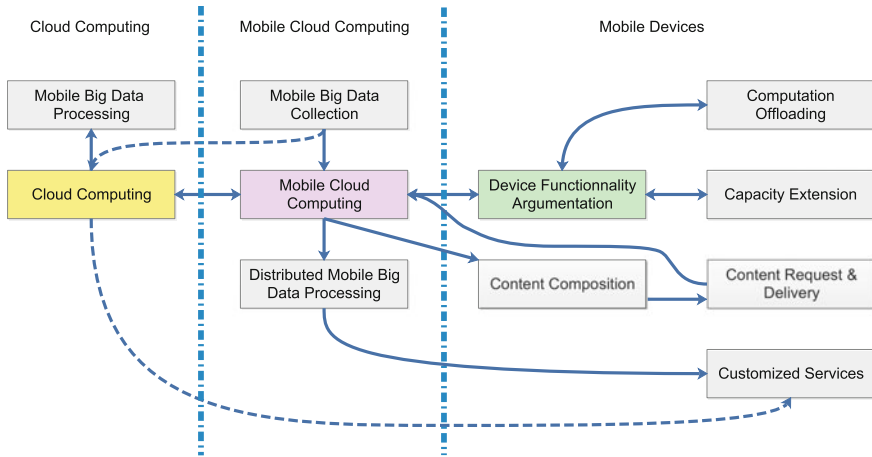 Cloud Computing
Mobile Cloud Computing
Mobile Devices
Mobile Big Data
Processing
Mobile Big Data
Collection
Computation
Offloading
Cloud Computing
Mobile Cloud
Computing
Device Functionnality
Argumentation
Capacity Extension
Distributed Mobile Big
Data Processing
Content Composition
Content Request &
Delivery
Customized Services